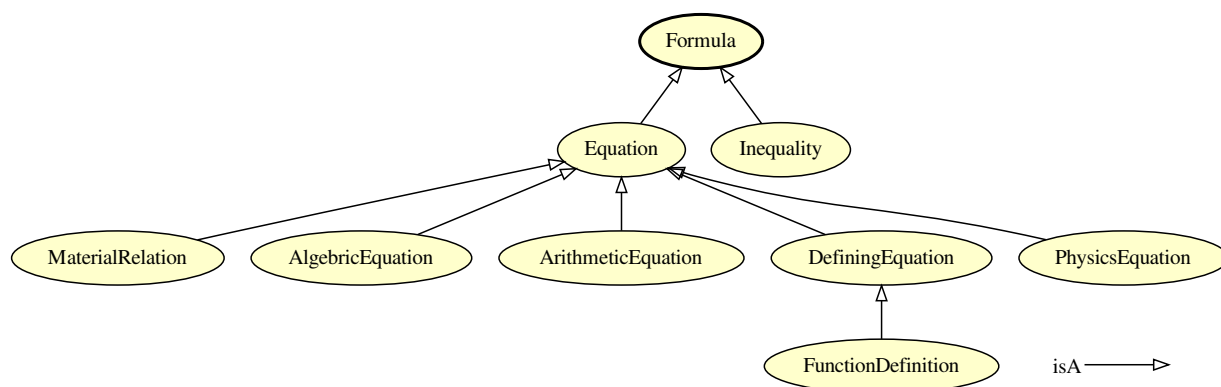 Formula
Equation
Inequality
MaterialRelation
AlgebricEquation
ArithmeticEquation
DefiningEquation
PhysicsEquation
FunctionDefinition
isA